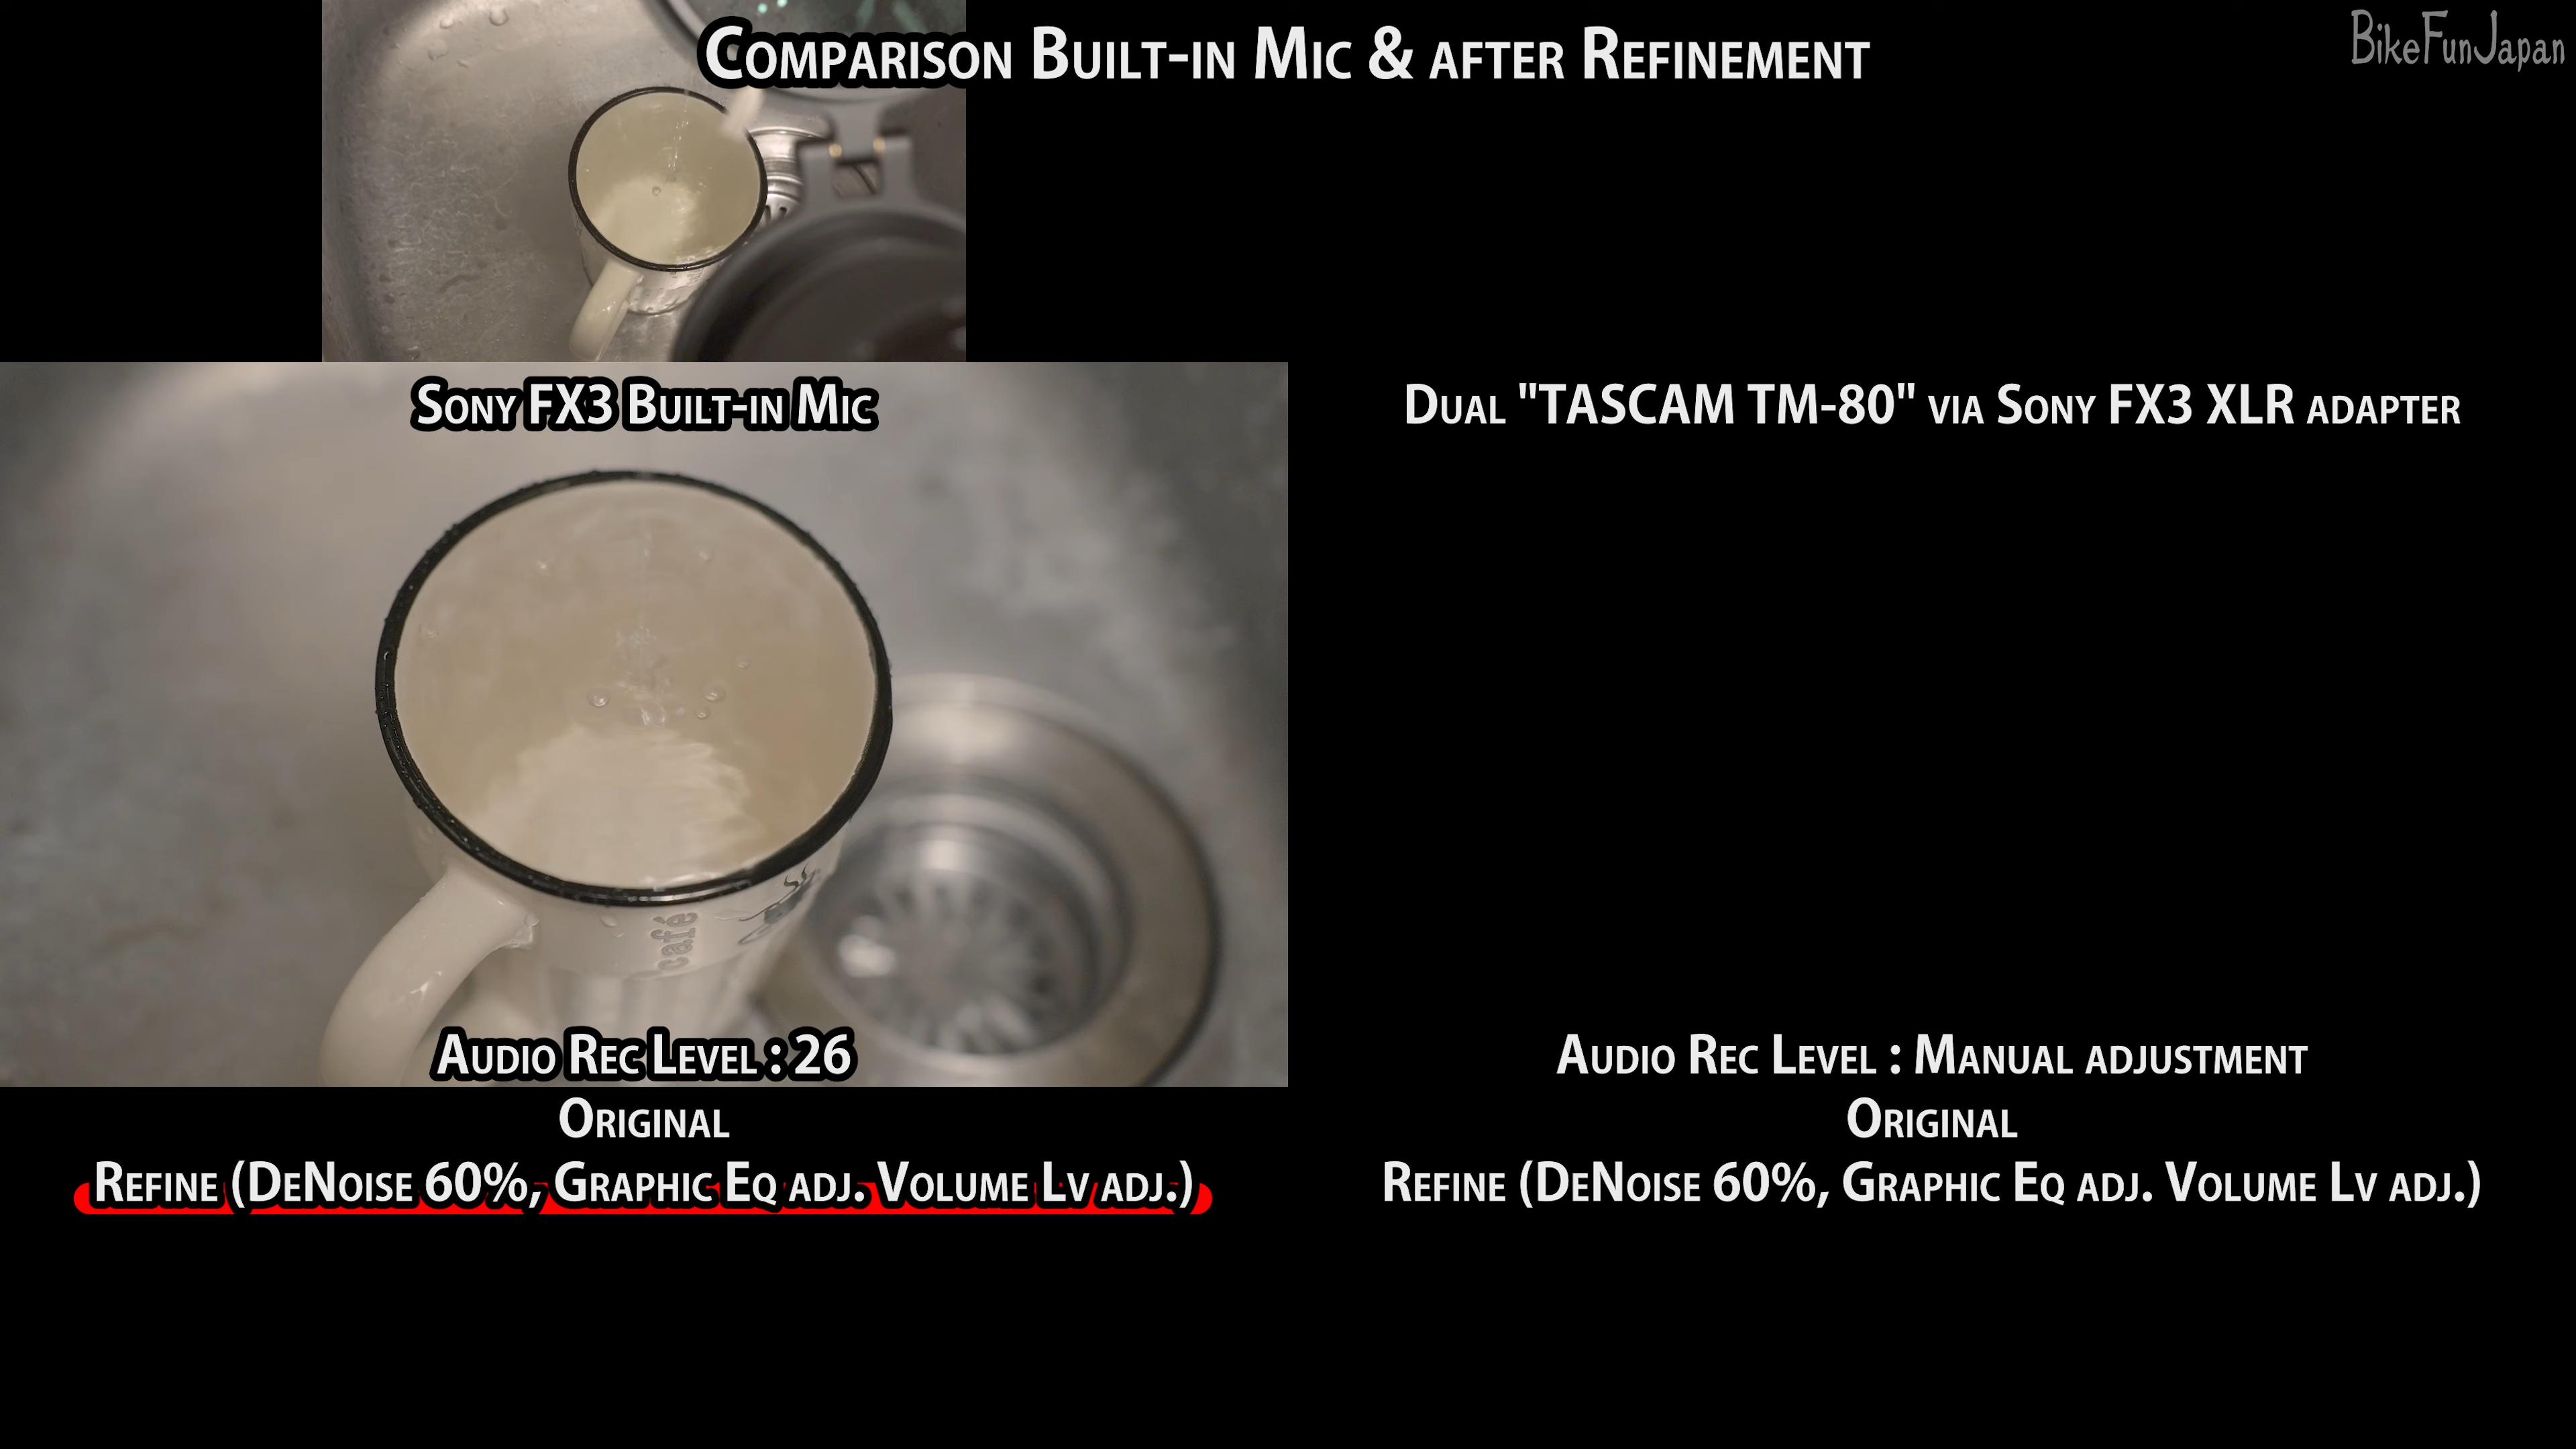 Comparison Built-in Mic & after Refinement
BikeFunJapan
Sony FX3 Built-in Mic
Dual "TASCAM TM-80" via Sony FX3 XLR adapter
café
Audio Rec Level : 26
Original
Refine (DeNoise 60%, Graphic Eq adj. Volume Lv adj.)
Audio Rec Level : Manual adjustment
Original
Refine (DeNoise 60%, Graphic Eq adj. Volume Lv adj.)